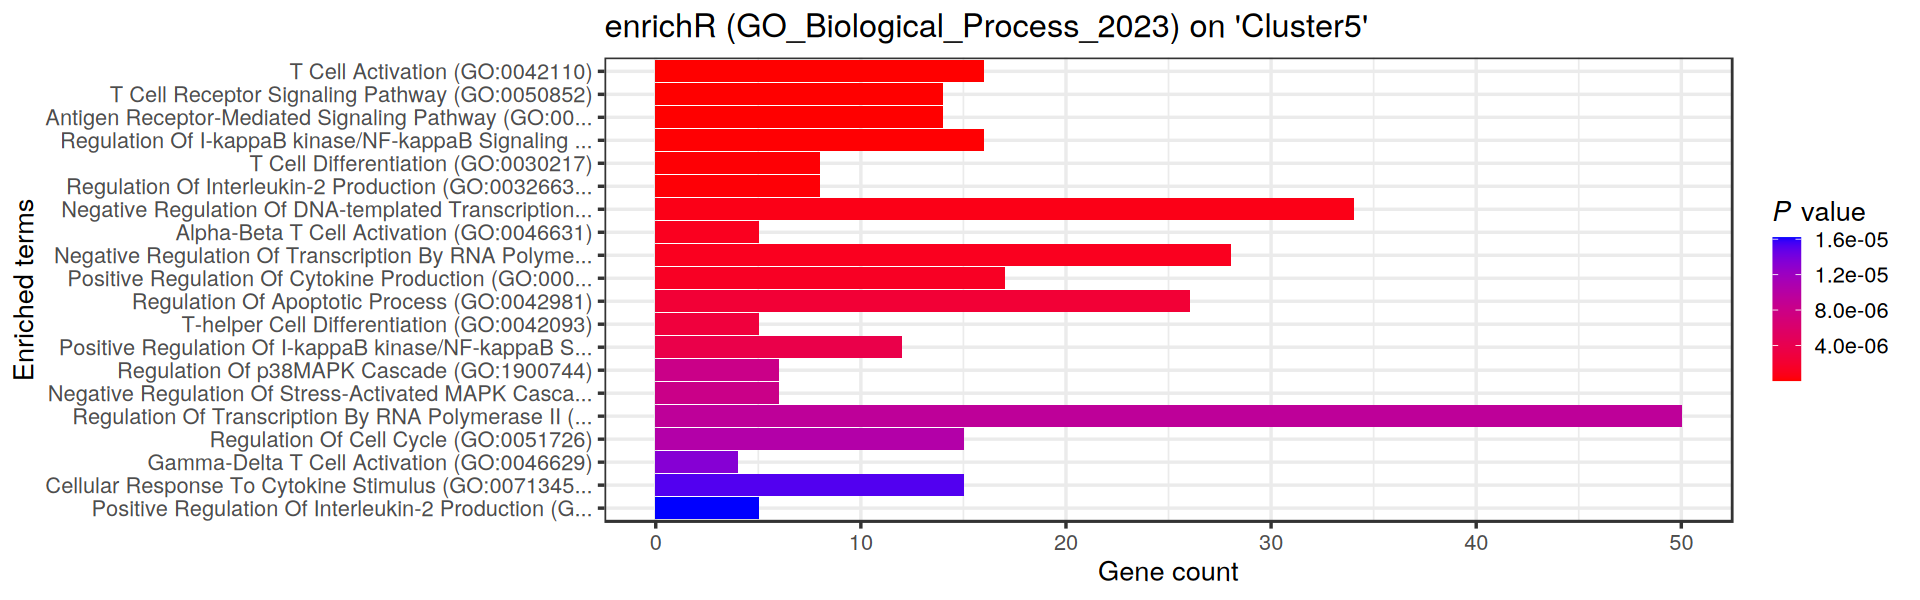 enrichR (GO_Biological_Process_2023) on 'Cluster5'
T Cell Activation (GO:0042110)
T Cell Receptor Signaling Pathway (GO:0050852)
Antigen Receptor-Mediated Signaling Pathway (GO:00...
Regulation Of I-kappaB kinase/NF-kappaB Signaling ...
T Cell Differentiation (GO:0030217)
Regulation Of Interleukin-2 Production (GO:0032663...
Negative Regulation Of DNA-templated Transcription...
Alpha-Beta T Cell Activation (GO:0046631)
Negative Regulation Of Transcription By RNA Polyme...
Positive Regulation Of Cytokine Production (GO:000...
Regulation Of Apoptotic Process (GO:0042981)
T-helper Cell Differentiation (GO:0042093)
Positive Regulation Of I-kappaB kinase/NF-kappaB S...
Regulation Of p38MAPK Cascade (GO:1900744)
Negative Regulation Of Stress-Activated MAPK Casca...
Regulation Of Transcription By RNA Polymerase II (...
Regulation Of Cell Cycle (GO:0051726)
Gamma-Delta T Cell Activation (GO:0046629)
Cellular Response To Cytokine Stimulus (GO:0071345...
Positive Regulation Of Interleukin-2 Production (G...
Enriched terms
0 10 20 30 40 50
Gene count
P value
1.6e-05
1.2e-05
8.0e-06
4.0e-06